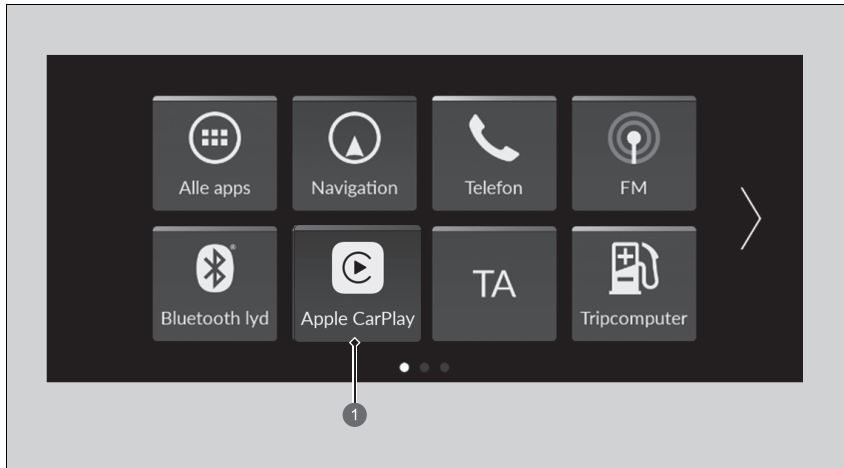 Alle apps
Navigation
Telefon
FM
Bluetooth lyd
Apple CarPlay
TA
Tripcomputer
1